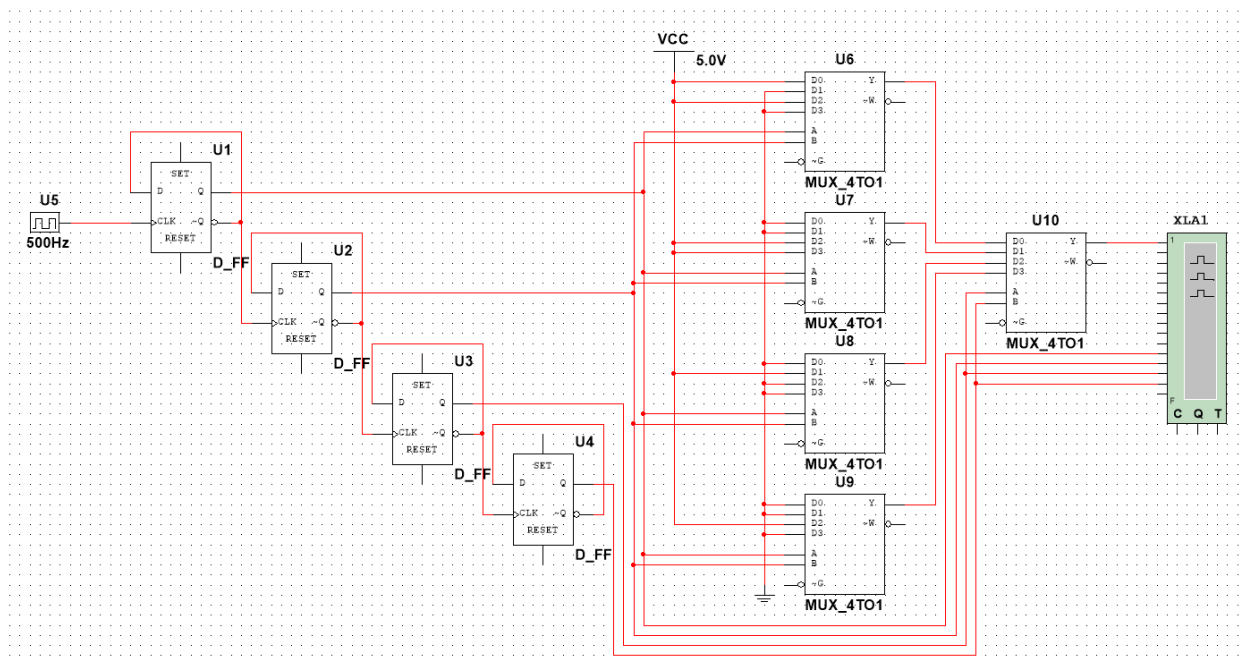 VCC
5.0V
U5
500Hz
U1
SET
D Q
CLK ~Q
RESET
D_FF
U2
SET
D Q
CLK ~Q
RESET
D_FF
U3
SET
D Q
CLK ~Q
RESET
D_FF
U4
SET
D Q
CLK ~Q
RESET
D_FF
U6
D0 Y
D1
D2 ~W
D3
A
B
~G
MUX_4TO1
U7
D0 Y
D1
D2 ~W
D3
A
B
~G
MUX_4TO1
U8
D0 Y
D1
D2 ~W
D3
A
B
~G
MUX_4TO1
U9
D0 Y
D1
D2 ~W
D3
A
B
~G
MUX_4TO1
U10
D0 Y
D1
D2 ~W
D3
A
B
~G
MUX_4TO1
XLA1
1
F
C Q T